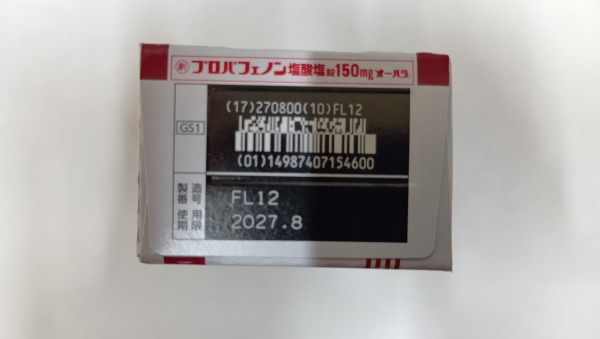 劇 プロパフェノン塩酸塩錠150mg オーハラ
(17)270800(10)FL12
GS1
(01)14987407154600
製造番号 FL12
使用期限 2027.8